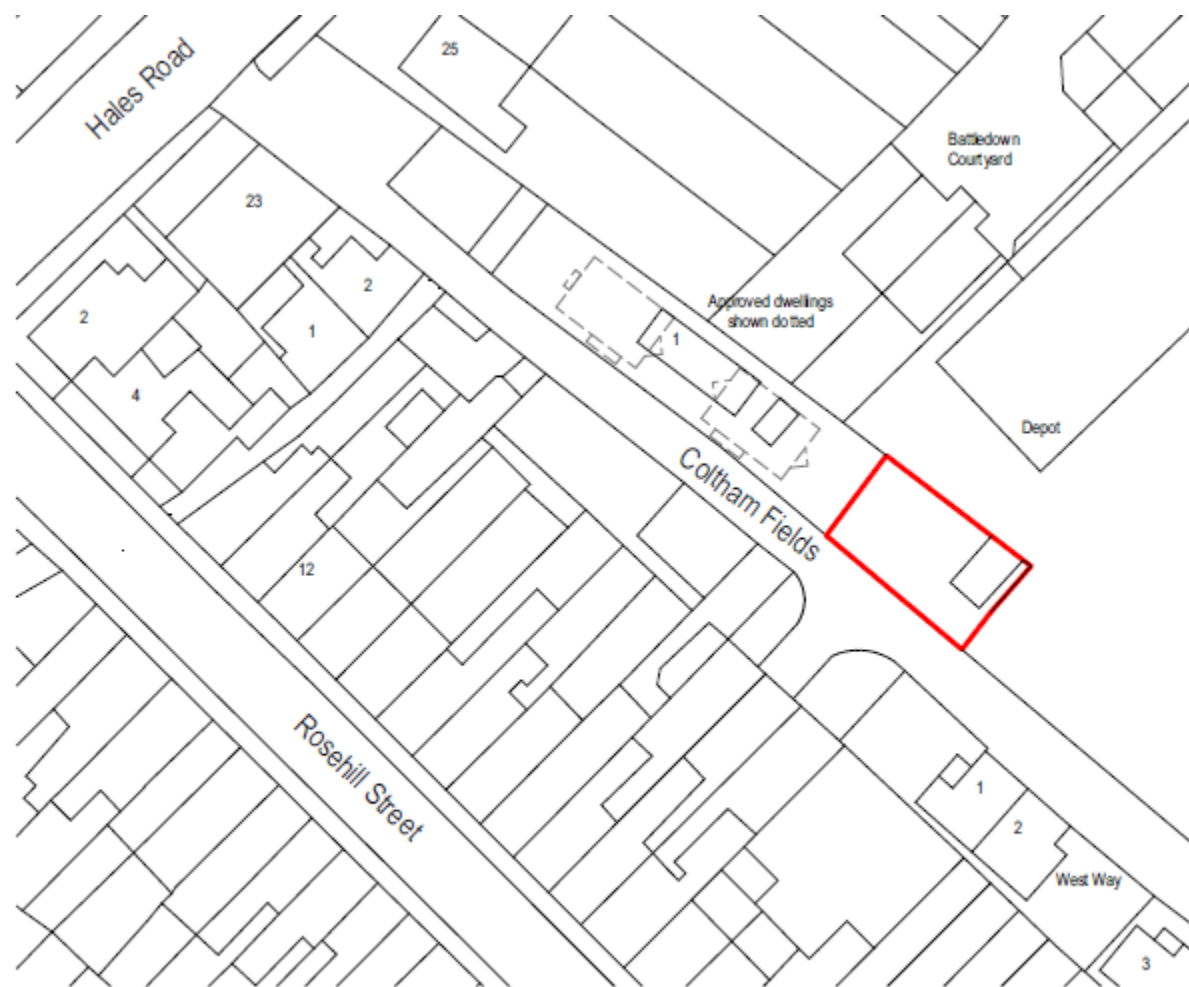 Hales Road
25
Battledown
Courtyard
23
2
2
1
Approved dwellings
shown dotted
1
4
Depot
Coltham Fields
12
Rosehill Street
1
2
West Way
3